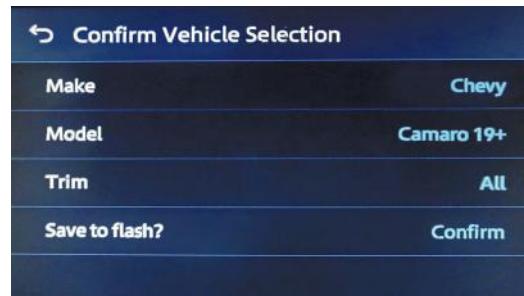 Confirm Vehicle Selection
Make Chevy
Model Camaro 19+
Trim All
Save to flash? Confirm